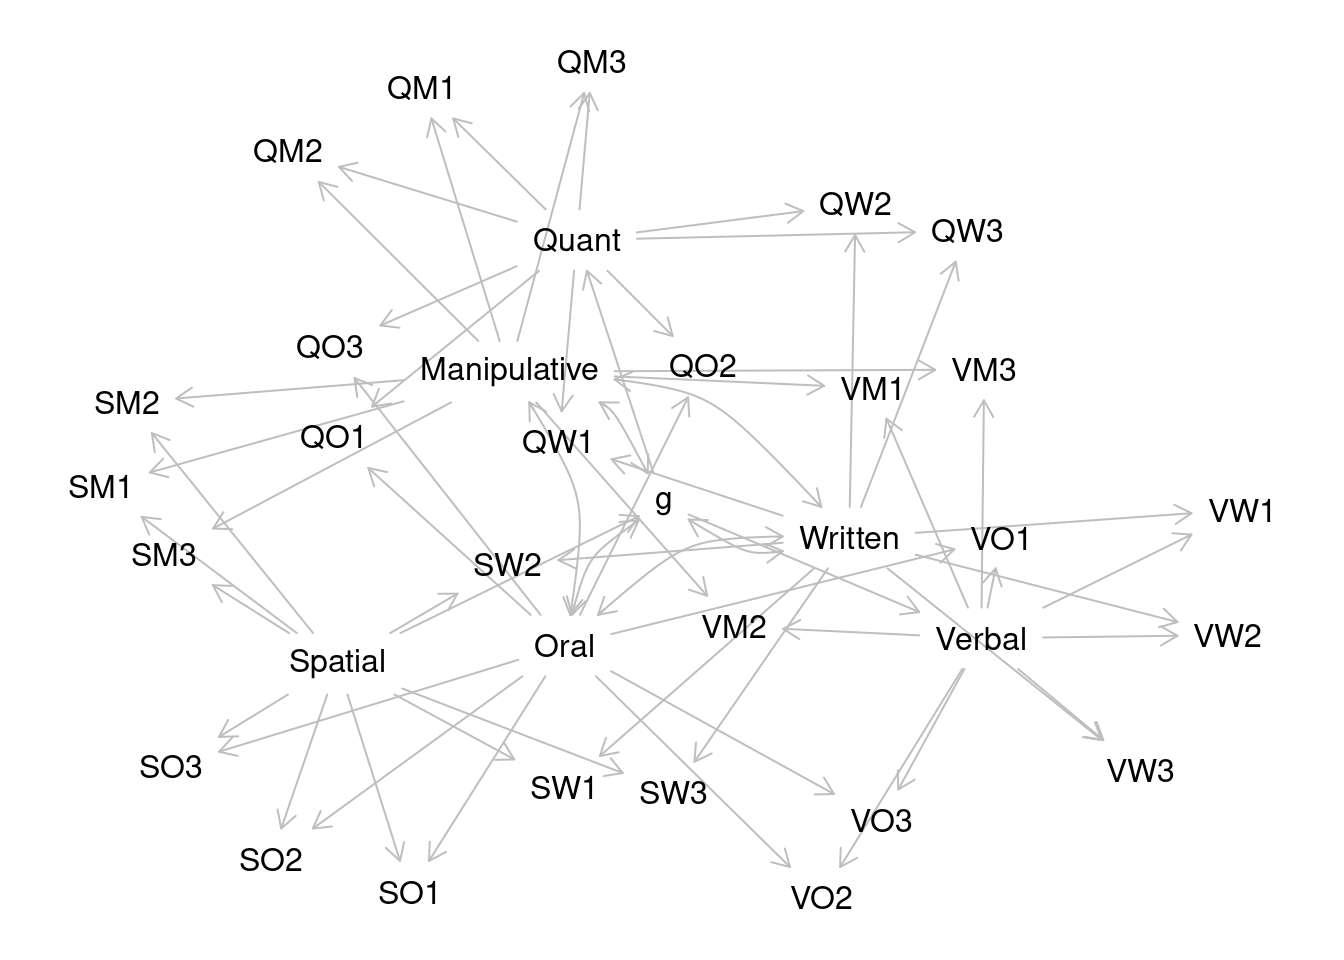 QM3
QM1
QM2
QW2
QW3
Quant
QO3
Manipulative
QO2
VM3
VM1
SM2
QO1
QW1
SM1
g
VW1
Written
VO1
SM3
SW2
VM2
VW2
Verbal
Oral
Spatial
SO3
VW3
SW1
SW3
VO3
SO2
SO1
VO2